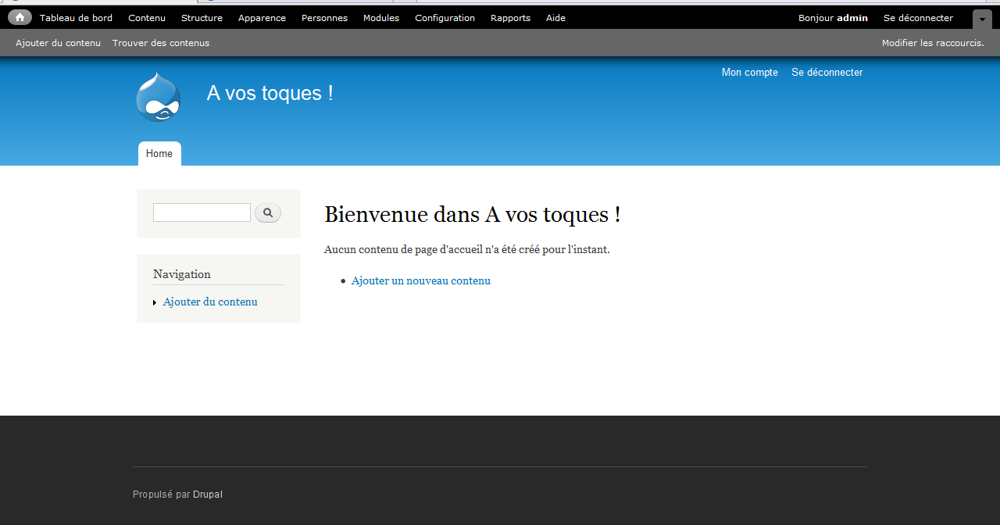 Tableau de bord Contenu Structure Apparence Personnes Modules Configuration Rapports Aide Bonjour admin Se déconnecter
Ajouter du contenu Trouver des contenus Modifier les raccourcis.
Mon compte Se déconnecter
A vos toques !
Home
Bienvenue dans A vos toques !
Aucun contenu de page d'accueil n'a été créé pour l'instant.
Ajouter un nouveau contenu
Navigation
Ajouter du contenu
Propulsé par Drupal